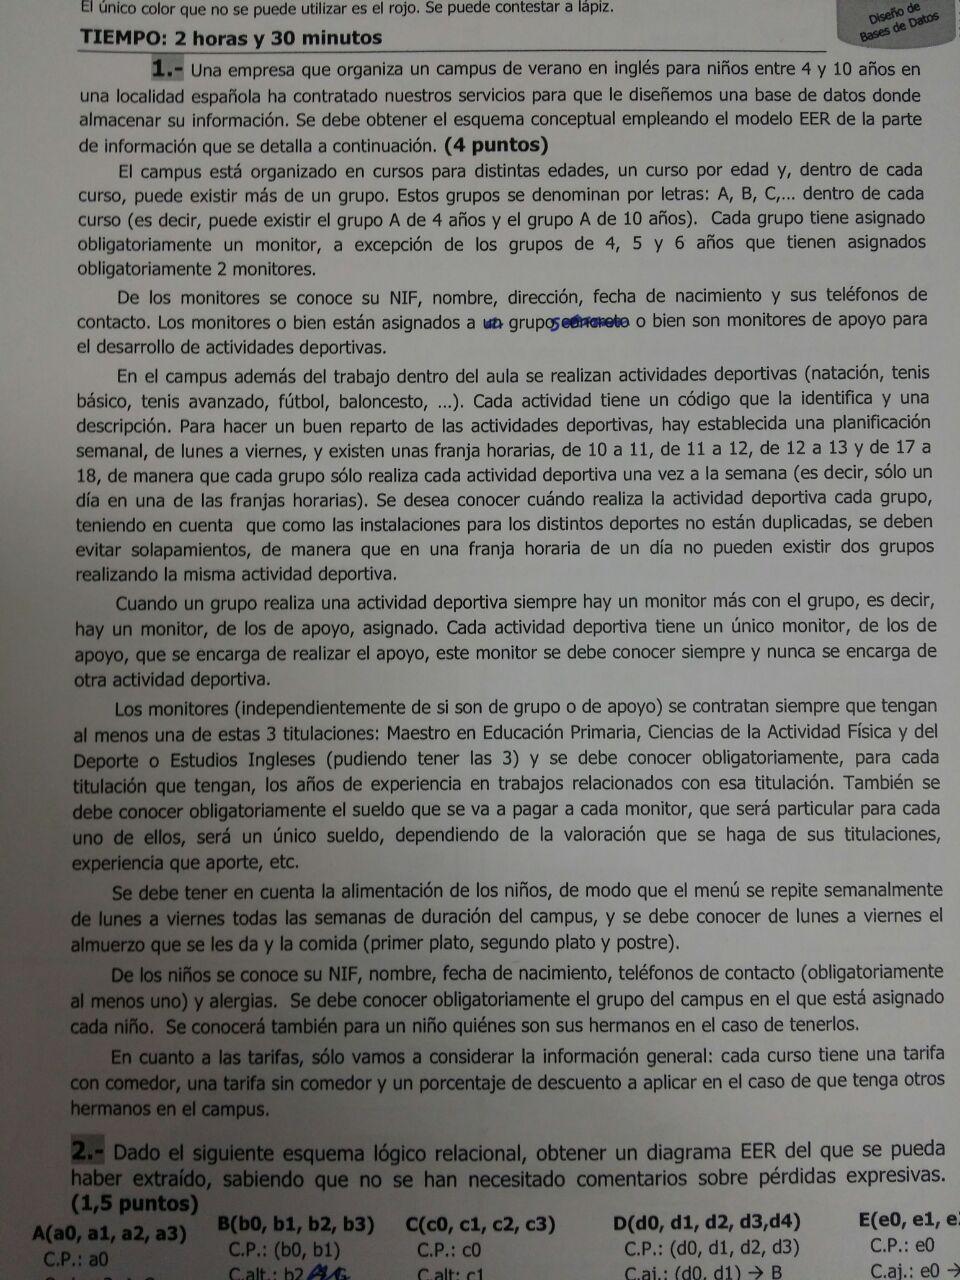 El único color que no se puede utilizar es el rojo. Se puede contestar a lápiz.
Diseño de
Bases de Datos
TIEMPO: 2 horas y 30 minutos
1.- Una empresa que organiza un campus de verano en inglés para niños entre 4 y 10 años en
una localidad española ha contratado nuestros servicios para que le diseñemos una base de datos donde
almacenar su información. Se debe obtener el esquema conceptual empleando el modelo EER de la parte
de información que se detalla a continuación. (4 puntos)
El campus está organizado en cursos para distintas edades, un curso por edad y, dentro de cada
curso, puede existir más de un grupo. Estos grupos se denominan por letras: A, B, C,... dentro de cada
curso (es decir, puede existir el grupo A de 4 años y el grupo A de 10 años). Cada grupo tiene asignado
obligatoriamente un monitor, a excepción de los grupos de 4, 5 y 6 años que tienen asignados
obligatoriamente 2 monitores.
De los monitores se conoce su NIF, nombre, dirección, fecha de nacimiento y sus teléfonos de
contacto. Los monitores o bien están asignados a un grupo concreto o bien son monitores de apoyo para
el desarrollo de actividades deportivas.
En el campus además del trabajo dentro del aula se realizan actividades deportivas (natación, tenis
básico, tenis avanzado, fútbol, baloncesto, ...). Cada actividad tiene un código que la identifica y una
descripción. Para hacer un buen reparto de las actividades deportivas, hay establecida una planificación
semanal, de lunes a viernes, y existen unas franja horarias, de 10 a 11, de 11 a 12, de 12 a 13 y de 17 a
18, de manera que cada grupo sólo realiza cada actividad deportiva una vez a la semana (es decir, sólo un
día en una de las franjas horarias). Se desea conocer cuándo realiza la actividad deportiva cada grupo,
teniendo en cuenta que como las instalaciones para los distintos deportes no están duplicadas, se deben
evitar solapamientos, de manera que en una franja horaria de un día no pueden existir dos grupos
realizando la misma actividad deportiva.
Cuando un grupo realiza una actividad deportiva siempre hay un monitor más con el grupo, es decir,
hay un monitor, de los de apoyo, asignado. Cada actividad deportiva tiene un único monitor, de los de
apoyo, que se encarga de realizar el apoyo, este monitor se debe conocer siempre y nunca se encarga de
otra actividad deportiva.
Los monitores (independientemente de si son de grupo o de apoyo) se contratan siempre que tengan
al menos una de estas 3 titulaciones: Maestro en Educación Primaria, Ciencias de la Actividad Física y del
Deporte o Estudios Ingleses (pudiendo tener las 3) y se debe conocer obligatoriamente, para cada
titulación que tengan, los años de experiencia en trabajos relacionados con esa titulación. También se
debe conocer obligatoriamente el sueldo que se va a pagar a cada monitor, que será particular para cada
uno de ellos, será un único sueldo, dependiendo de la valoración que se haga de sus titulaciones,
experiencia que aporte, etc.
Se debe tener en cuenta la alimentación de los niños, de modo que el menú se repite semanalmente
de lunes a viernes todas las semanas de duración del campus, y se debe conocer de lunes a viernes el
almuerzo que se les da y la comida (primer plato, segundo plato y postre).
De los niños se conoce su NIF, nombre, fecha de nacimiento, teléfonos de contacto (obligatoriamente
al menos uno) y alergias. Se debe conocer obligatoriamente el grupo del campus en el que está asignado
cada niño. Se conocerá también para un niño quiénes son sus hermanos en el caso de tenerlos.
En cuanto a las tarifas, sólo vamos a considerar la información general: cada curso tiene una tarifa
con comedor, una tarifa sin comedor y un porcentaje de descuento a aplicar en el caso de que tenga otros
hermanos en el campus.
2.- Dado el siguiente esquema lógico relacional, obtener un diagrama EER del que se pueda
haber extraído, sabiendo que no se han necesitado comentarios sobre pérdidas expresivas.
(1,5 puntos)
A(a0, a1, a2, a3) B(b0, b1, b2, b3) C(c0, c1, c2, c3) D(d0, d1, d2, d3,d4) E(e0, e1,
C.P.: a0 C.P.: (b0, b1) C.P.: c0 C.P.: (d0, d1, d2, d3) C.P.: e0
C.alt.: b2 C.alt: c1 C.aj.: (d0, d1) → B C.aj.: e0 →